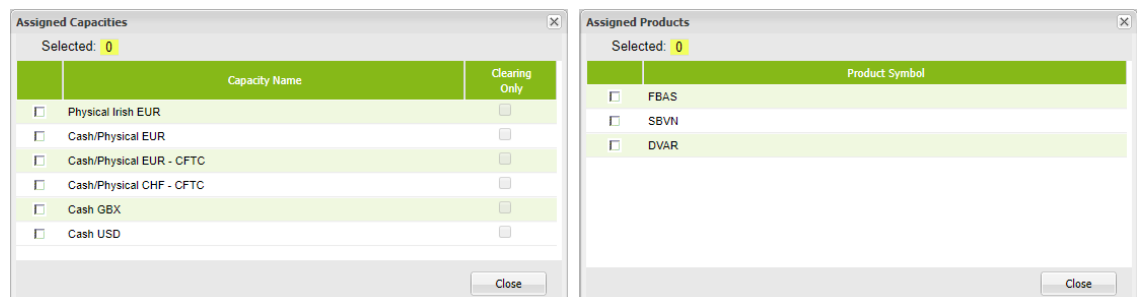 Assigned Capacities
Selected: 0
Capacity Name Clearing Only
Physical Irish EUR
Cash/Physical EUR
Cash/Physical EUR - CFTC
Cash/Physical CHF - CFTC
Cash GBX
Cash USD
Close
Assigned Products
Selected: 0
Product Symbol
FBAS
SBVN
DVAR
Close